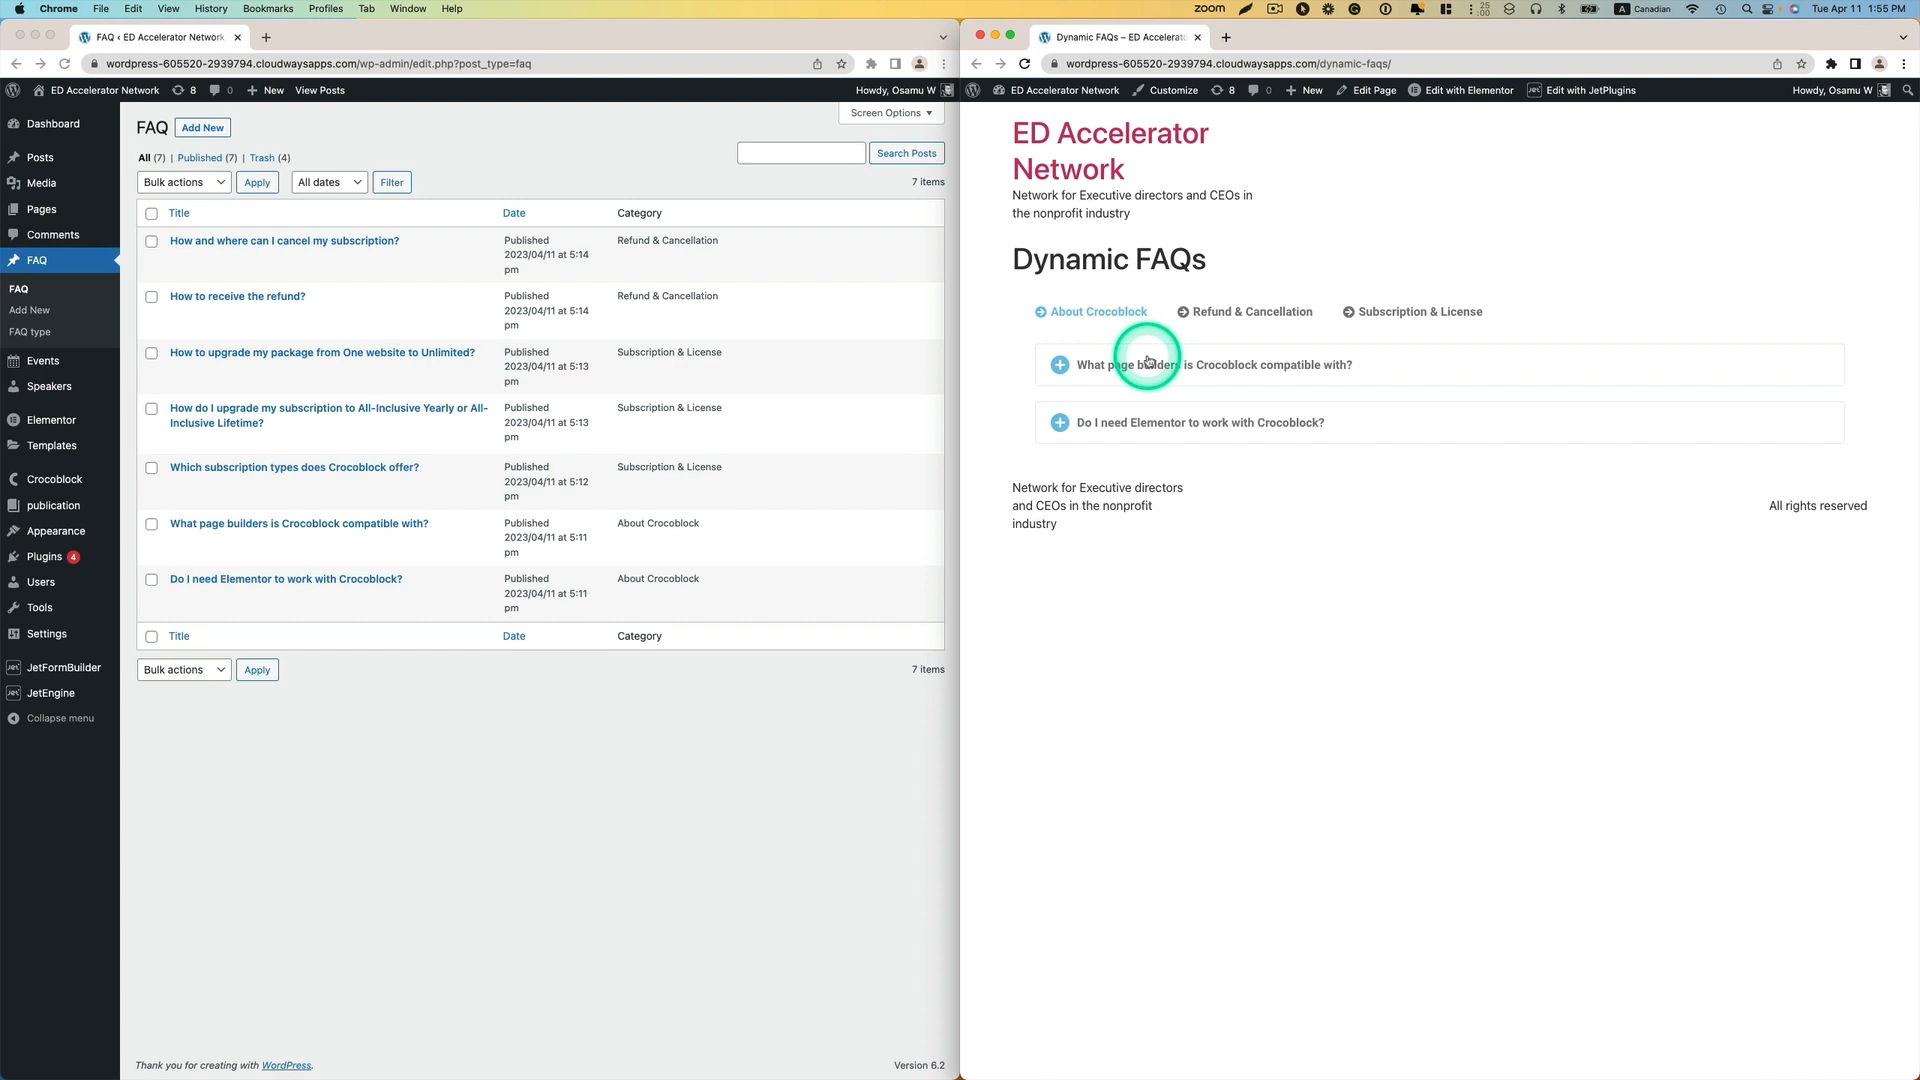 Chrome File Edit View History Bookmarks Profiles Tab Window Help
zoom 25 :00 A Canadian Tue Apr 11 1:55 PM
FAQ ‹ ED Accelerator Network
wordpress-605520-2939794.cloudwaysapps.com/wp-admin/edit.php?post_type=faq
ED Accelerator Network 8 0 New View Posts Howdy, Osamu W
Dashboard
Posts
Media
Pages
Comments
FAQ
FAQ
Add New
FAQ type
Events
Speakers
Elementor
Templates
Crocoblock
publication
Appearance
Plugins 4
Users
Tools
Settings
JetFormBuilder
JetEngine
Collapse menu
Screen Options
FAQ Add New
All (7) | Published (7) | Trash (4)
Search Posts
Bulk actions Apply All dates Filter
7 items
Title Date Category
How and where can I cancel my subscription? Published Refund & Cancellation
2023/04/11 at 5:14
pm
How to receive the refund? Published Refund & Cancellation
2023/04/11 at 5:14
pm
How to upgrade my package from One website to Unlimited? Published Subscription & License
2023/04/11 at 5:13
pm
How do I upgrade my subscription to All-Inclusive Yearly or All- Published Subscription & License
Inclusive Lifetime? 2023/04/11 at 5:13
pm
Which subscription types does Crocoblock offer? Published Subscription & License
2023/04/11 at 5:12
pm
What page builders is Crocoblock compatible with? Published About Crocoblock
2023/04/11 at 5:11
pm
Do I need Elementor to work with Crocoblock? Published About Crocoblock
2023/04/11 at 5:11
pm
Title Date Category
Bulk actions Apply 7 items
Thank you for creating with WordPress. Version 6.2
Dynamic FAQs – ED Accelerato
wordpress-605520-2939794.cloudwaysapps.com/dynamic-faqs/
ED Accelerator Network Customize 8 0 New Edit Page Edit with Elementor Edit with JetPlugins Howdy, Osamu W
ED Accelerator
Network
Network for Executive directors and CEOs in
the nonprofit industry
Dynamic FAQs
About Crocoblock Refund & Cancellation Subscription & License
What page builders is Crocoblock compatible with?
Do I need Elementor to work with Crocoblock?
Network for Executive directors
and CEOs in the nonprofit
industry
All rights reserved